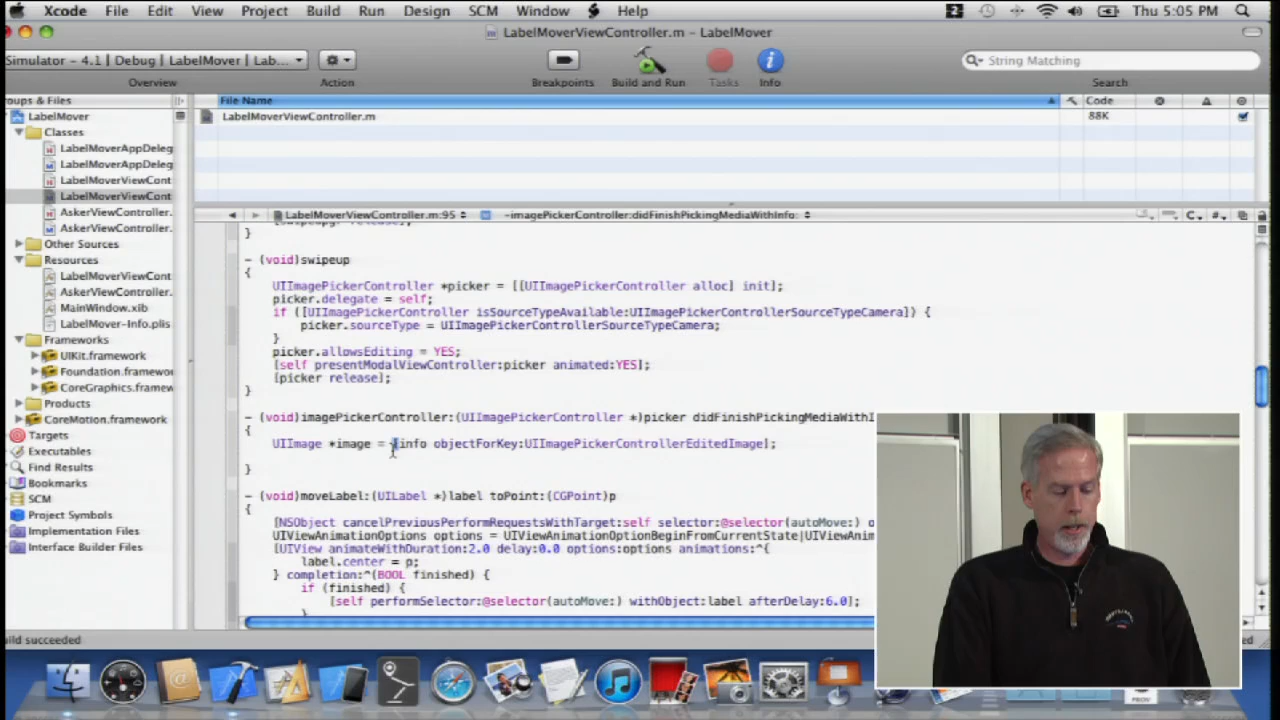 Xcode File Edit View Project Build Run Design SCM Window Help 2 Thu 5:05 PM
LabelMoverViewController.m – LabelMover
Simulator – 4.1 | Debug | LabelMover | Lab...
String Matching
Overview Action Breakpoints Build and Run Tasks Info Search
roups & Files File Name Code
LabelMover LabelMoverViewController.m 88K
Classes
LabelMoverAppDeleg
LabelMoverAppDeleg
LabelMoverViewCont
LabelMoverViewCont
AskerViewController.
AskerViewController.
Other Sources
Resources
LabelMoverViewCont
AskerViewController.
MainWindow.xib
LabelMover-Info.plis
Frameworks
UIKit.framework
Foundation.framew
CoreGraphics.framew
Products
CoreMotion.framewc
Targets
Executables
Find Results
Bookmarks
SCM
Project Symbols
Implementation Files
Interface Builder Files
LabelMoverViewController.m:95 -imagePickerController:didFinishPickingMediaWithInfo:
}
- (void)swipeup
{
UIImagePickerController *picker = [[UIImagePickerController alloc] init];
picker.delegate = self;
if ([UIImagePickerController isSourceTypeAvailable:UIImagePickerControllerSourceTypeCamera]) {
picker.sourceType = UIImagePickerControllerSourceTypeCamera;
}
picker.allowsEditing = YES;
[self presentModalViewController:picker animated:YES];
[picker release];
}
- (void)imagePickerController:(UIImagePickerController *)picker didFinishPickingMediaWithI
{
UIImage *image = [info objectForKey:UIImagePickerControllerEditedImage];
}
- (void)moveLabel:(UILabel *)label toPoint:(CGPoint)p
{
[NSObject cancelPreviousPerformRequestsWithTarget:self selector:@selector(autoMove:) o
UIViewAnimationOptions options = UIViewAnimationOptionBeginFromCurrentState|UIViewAnim
[UIView animateWithDuration:2.0 delay:0.0 options:options animations:^{
label.center = p;
} completion:^(BOOL finished) {
if (finished) {
[self performSelector:@selector(autoMove:) withObject:label afterDelay:6.0];
}
uild succeeded